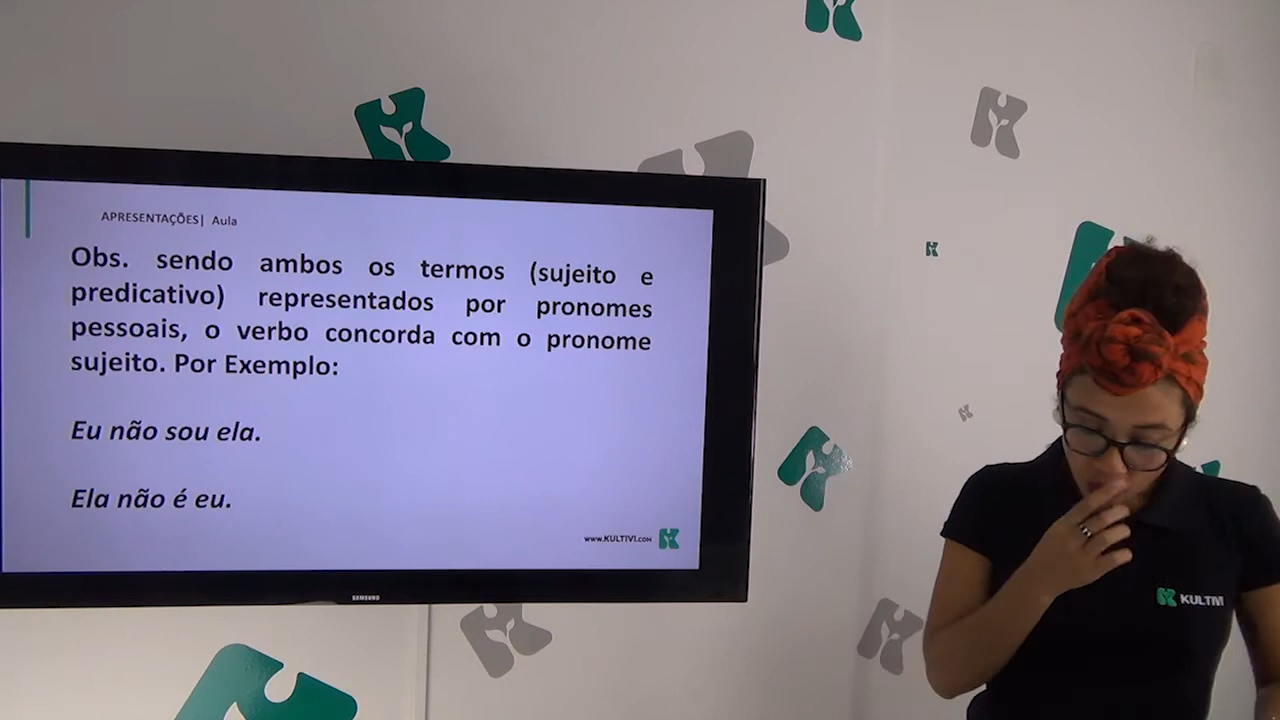 APRESENTAÇÕES| Aula
Obs. sendo ambos os termos (sujeito e
predicativo) representados por pronomes
pessoais, o verbo concorda com o pronome
sujeito. Por Exemplo:
Eu não sou ela.
Ela não é eu.
www.KULTIVI.COM
SAMSUNG
KULTIVI